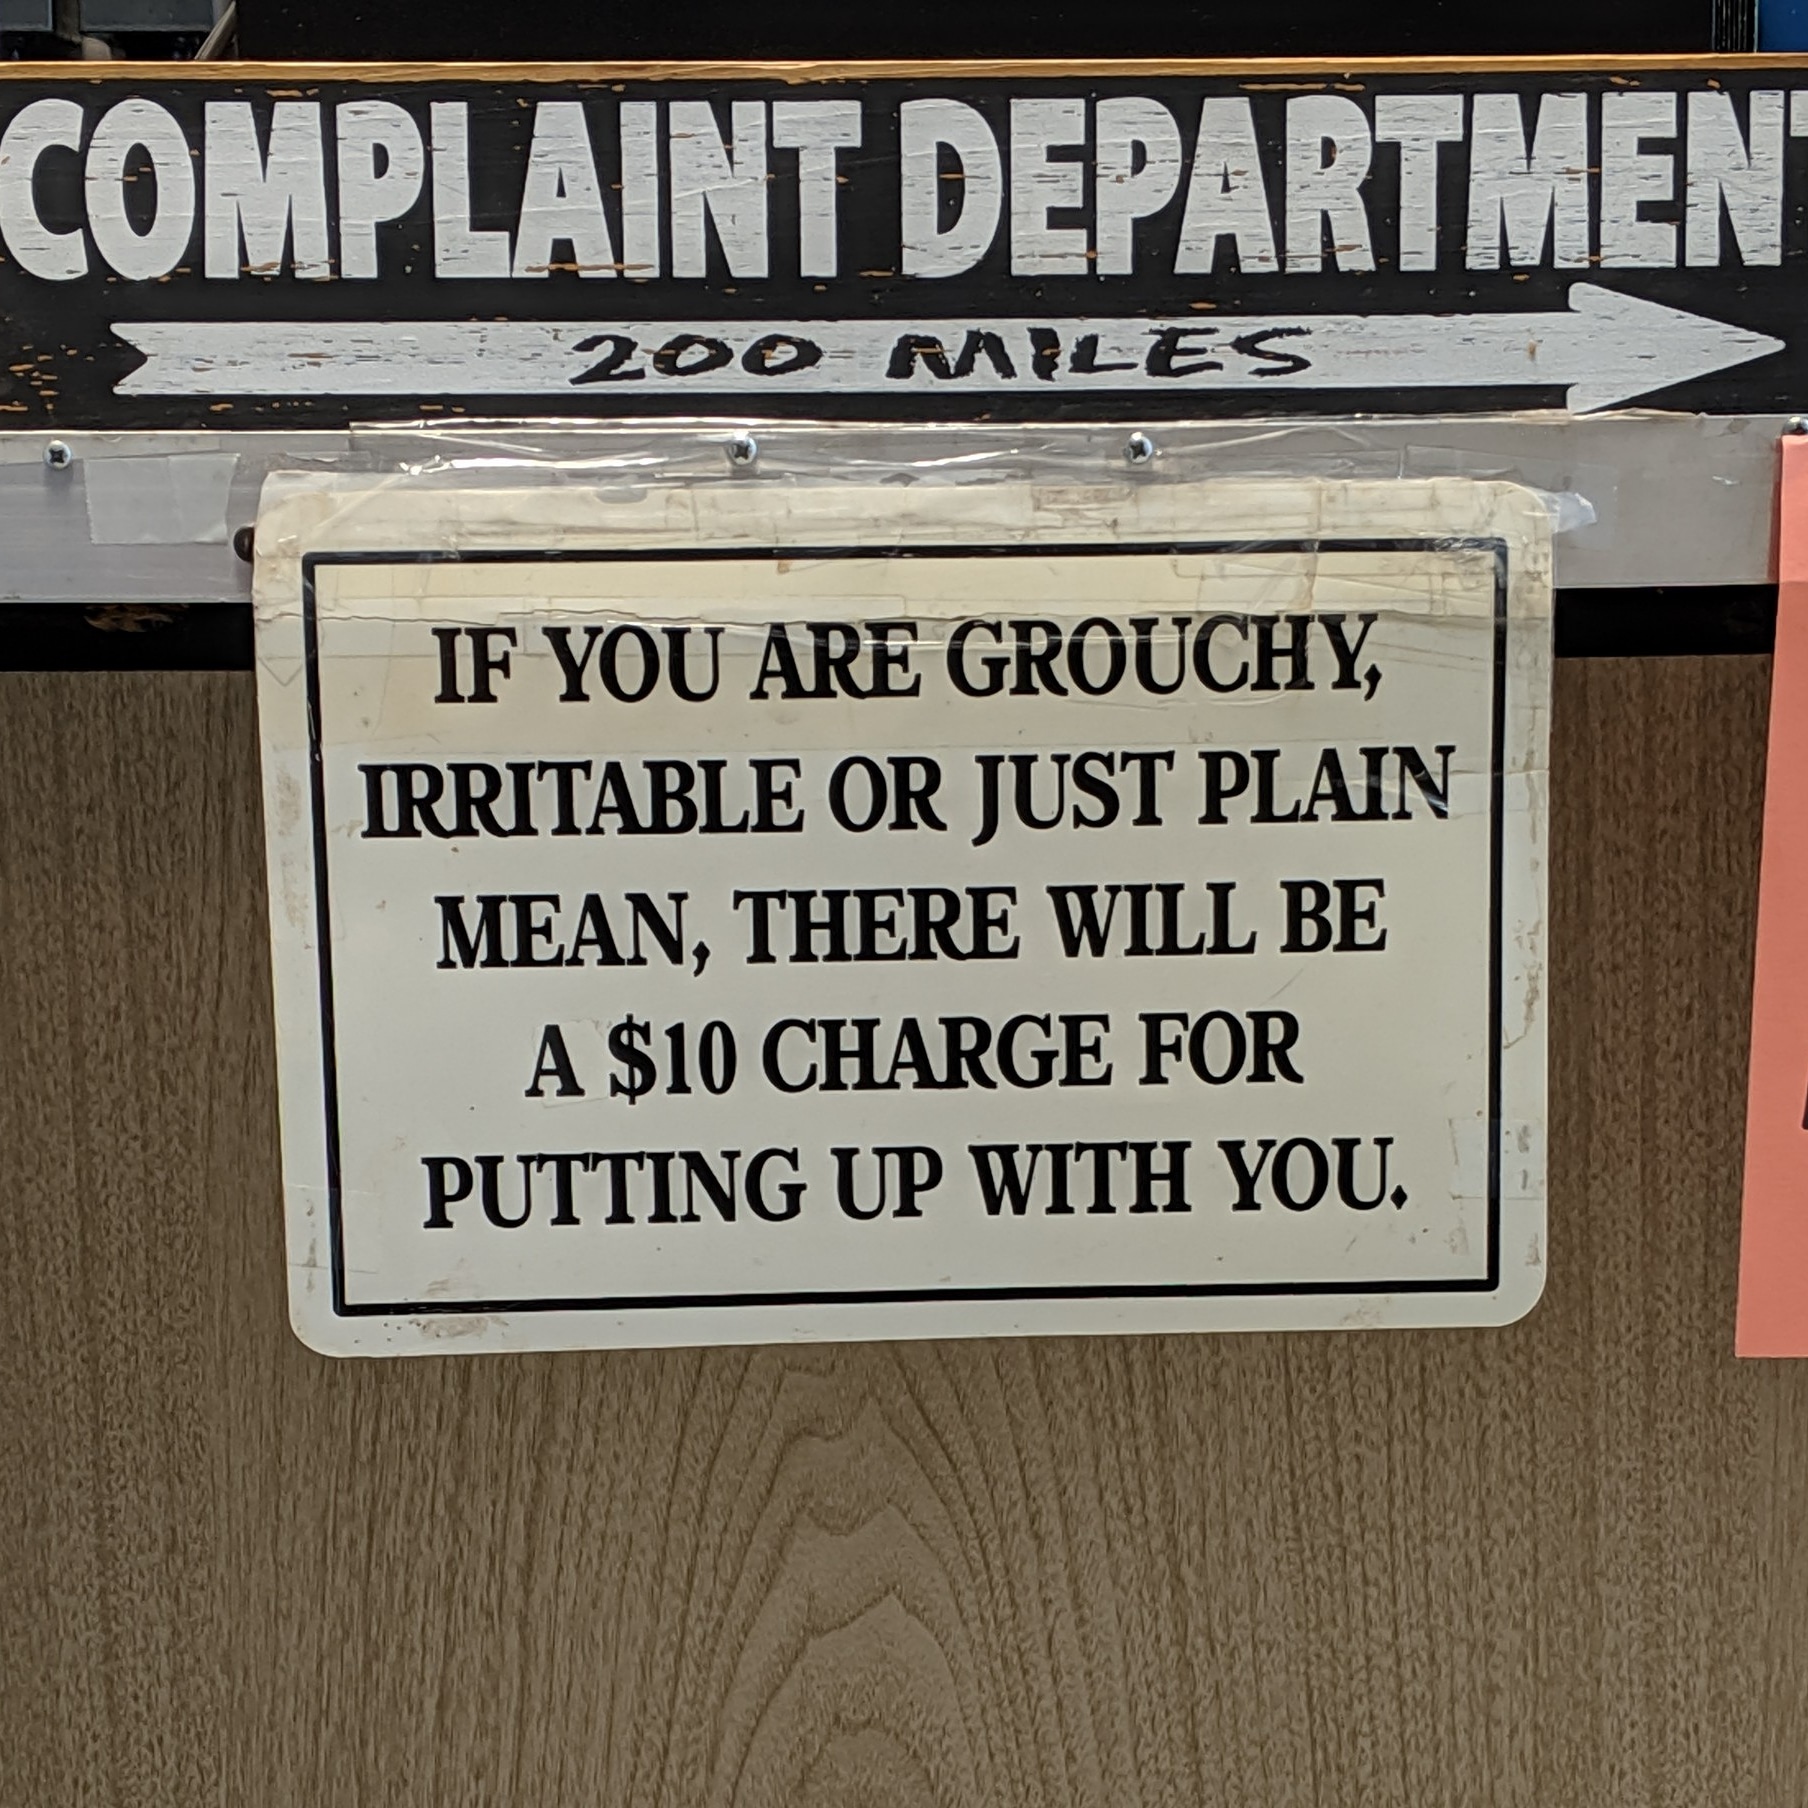 COMPLAINT DEPARTMENT
200 MILES
IF YOU ARE GROUCHY,
IRRITABLE OR JUST PLAIN
MEAN, THERE WILL BE
A $10 CHARGE FOR
PUTTING UP WITH YOU.